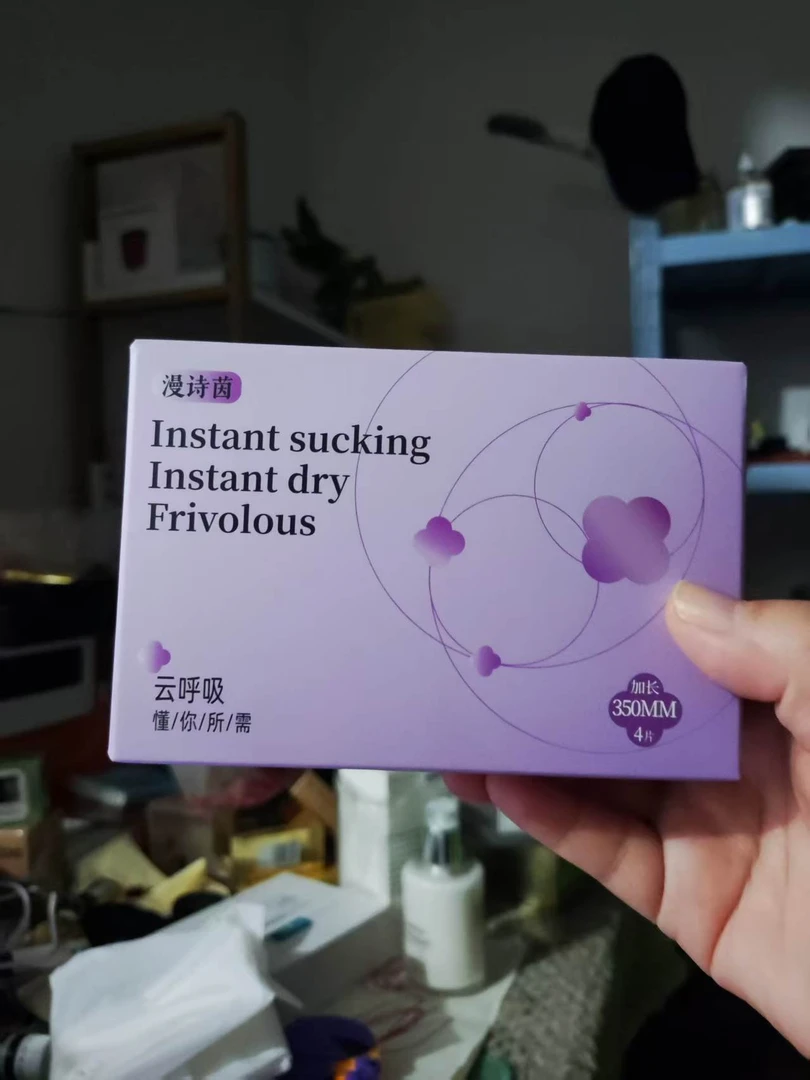 漫诗茵
Instant sucking
Instant dry
Frivolous
云呼吸
懂/你/所/需
加长
350MM
4片